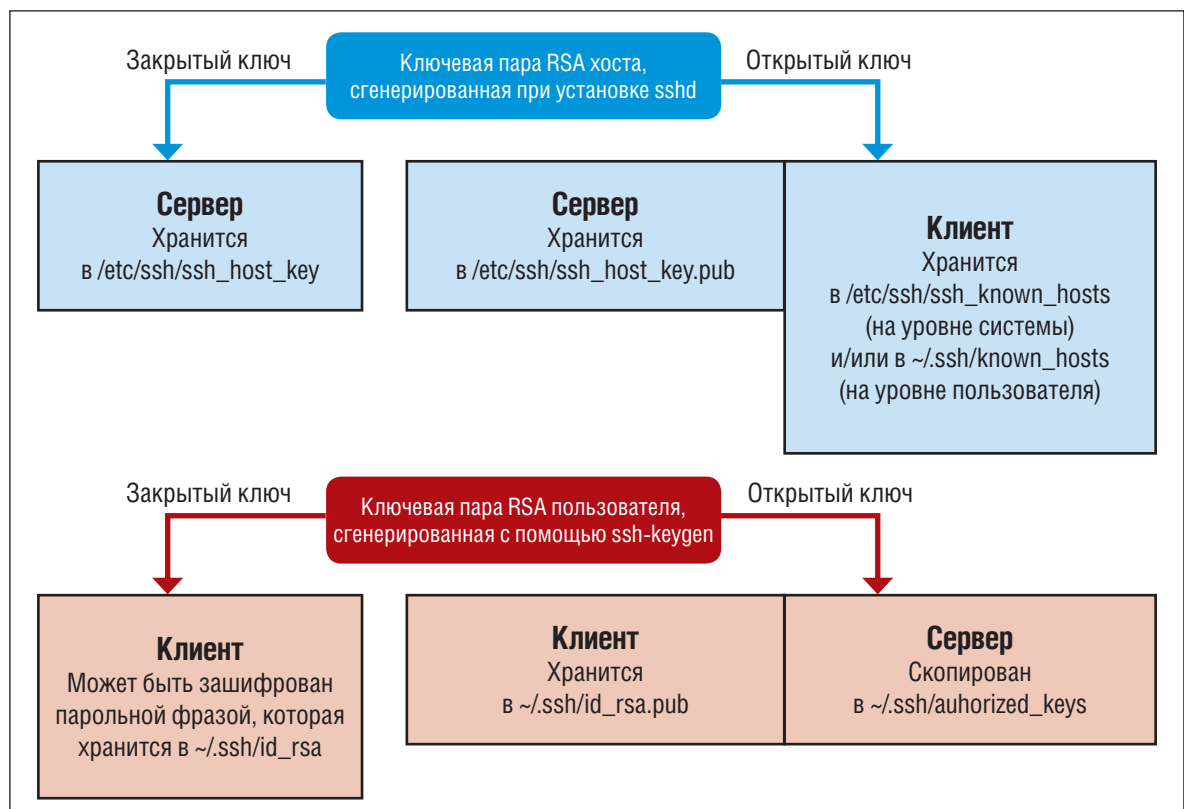 Закрытый ключ
Ключевая пара RSA хоста,
сгенерированная при установке sshd
Открытый ключ
Сервер
Хранится
в /etc/ssh/ssh_host_key
Сервер
Хранится
в /etc/ssh/ssh_host_key.pub
Клиент
Хранится
в /etc/ssh/ssh_known_hosts
(на уровне системы)
и/или в ~/.ssh/known_hosts
(на уровне пользователя)
Закрытый ключ
Ключевая пара RSA пользователя,
сгенерированная с помощью ssh-keygen
Открытый ключ
Клиент
Может быть зашифрован
парольной фразой, которая
хранится в ~/.ssh/id_rsa
Клиент
Хранится
в ~/.ssh/id_rsa.pub
Сервер
Скопирован
в ~/.ssh/auhorized_keys